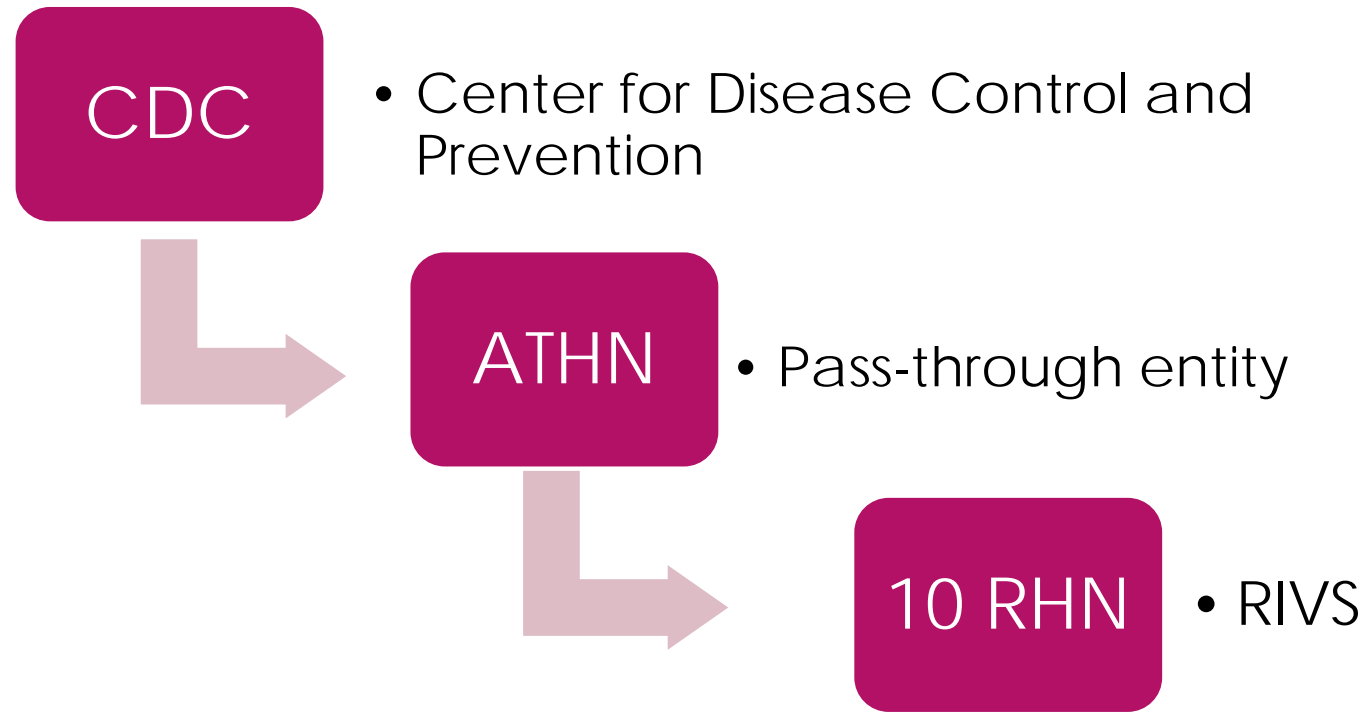 CDC
• Center for Disease Control and
Prevention
ATHN
• Pass-through entity
10 RHN
• RIVS